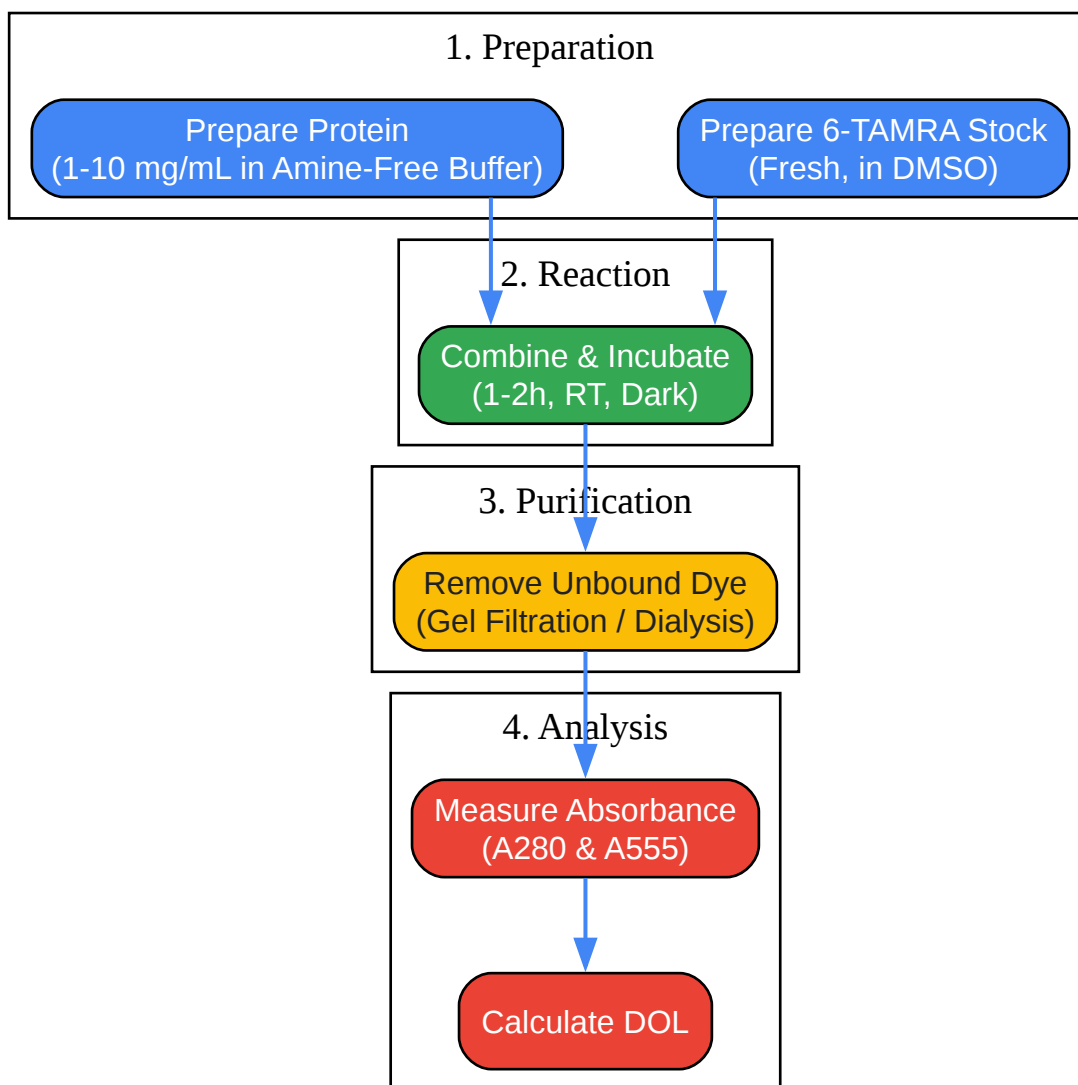 1. Preparation
Prepare Protein
(1-10 mg/mL in Amine-Free Buffer)
Prepare 6-TAMRA Stock
(Fresh, in DMSO)
2. Reaction
Combine & Incubate
(1-2h, RT, Dark)
3. Purification
Remove Unbound Dye
(Gel Filtration / Dialysis)
4. Analysis
Measure Absorbance
(A280 & A555)
Calculate DOL